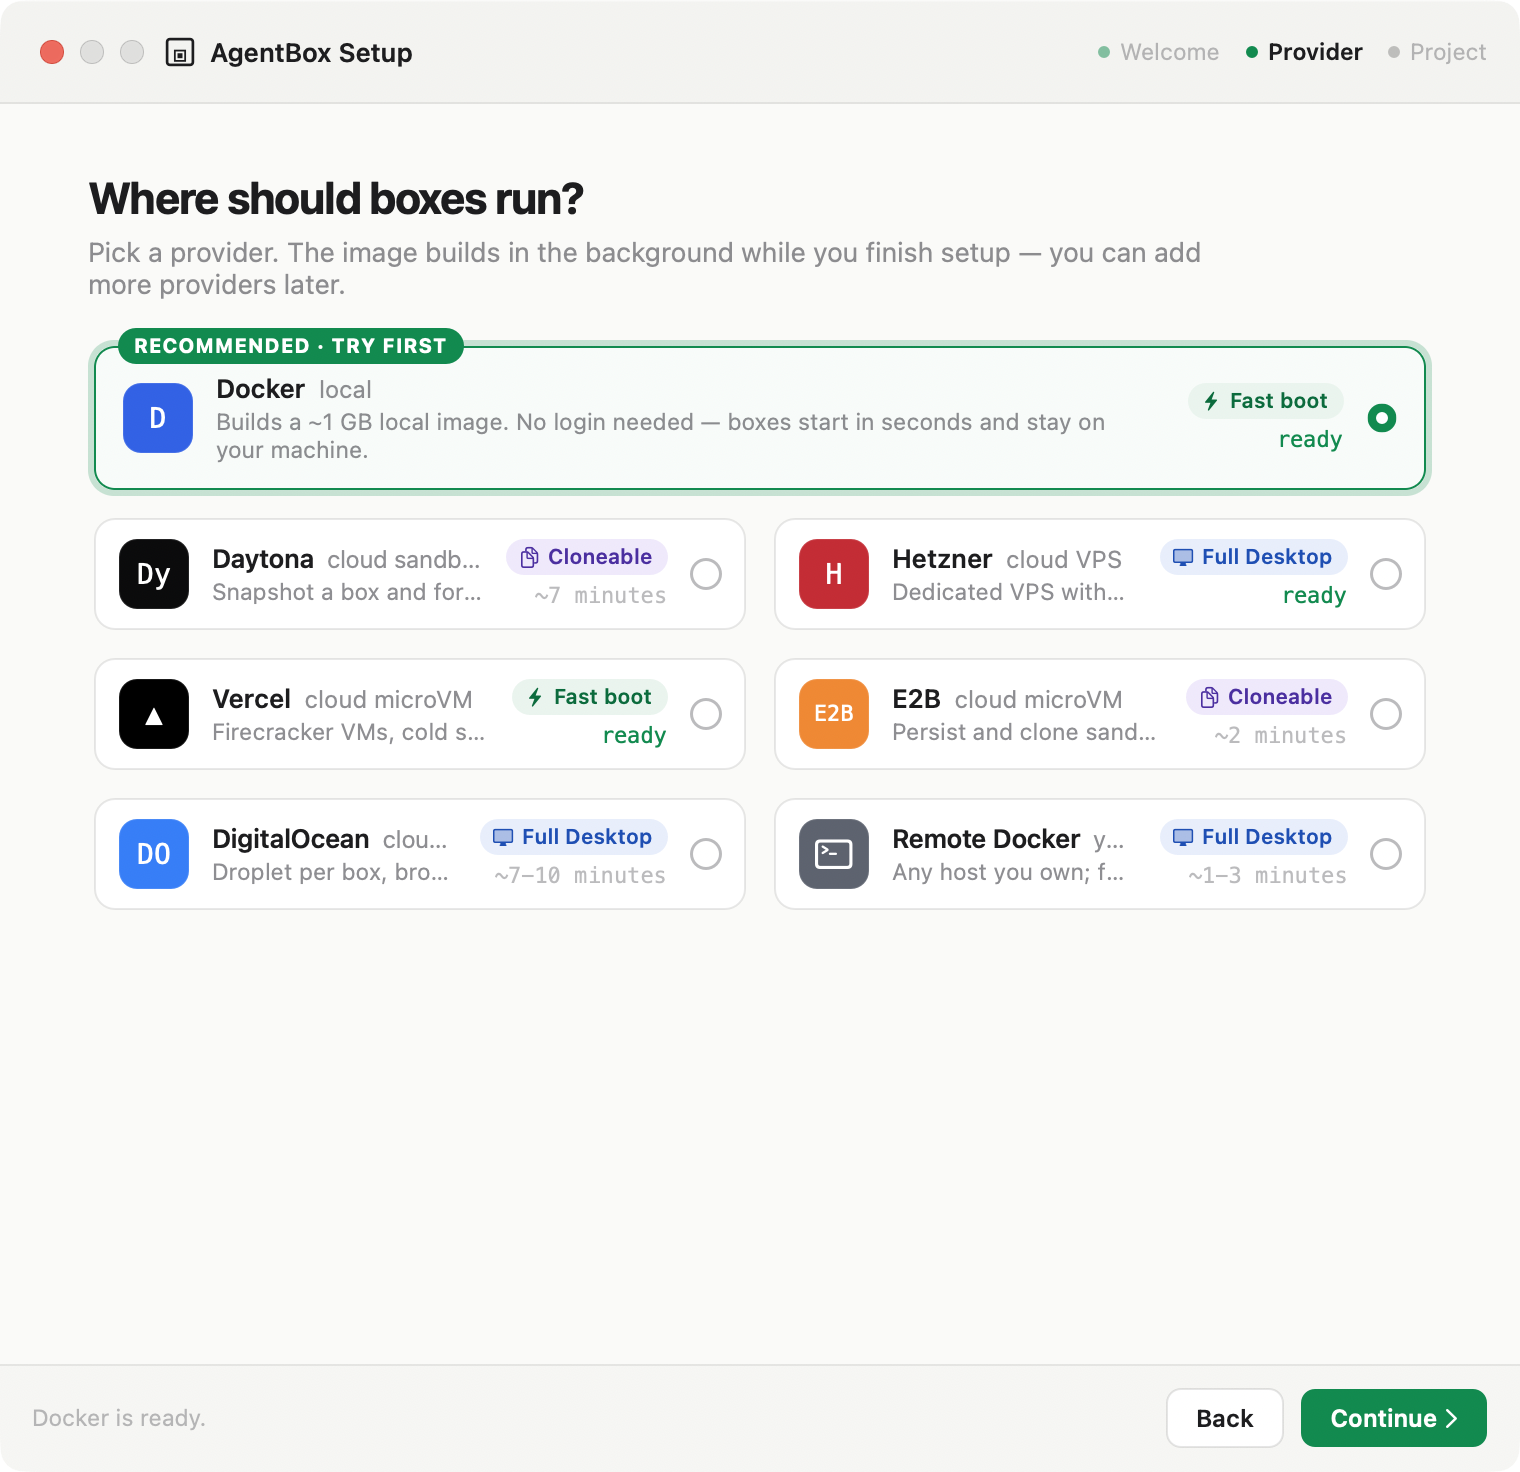 AgentBox Setup
Welcome
Provider
Project
Where should boxes run?
Pick a provider. The image builds in the background while you finish setup — you can add
more providers later.
RECOMMENDED · TRY FIRST
D
Docker local
Builds a ~1 GB local image. No login needed — boxes start in seconds and stay on
your machine.
Fast boot
ready
Dy
Daytona cloud sandb...
Snapshot a box and for...
Cloneable
~7 minutes
H
Hetzner cloud VPS
Dedicated VPS with...
Full Desktop
ready
Vercel cloud microVM
Firecracker VMs, cold s...
Fast boot
ready
E2B
E2B cloud microVM
Persist and clone sand...
Cloneable
~2 minutes
DO
DigitalOcean clou...
Droplet per box, bro...
Full Desktop
~7–10 minutes
Remote Docker y...
Any host you own; f...
Full Desktop
~1–3 minutes
Docker is ready.
Back
Continue